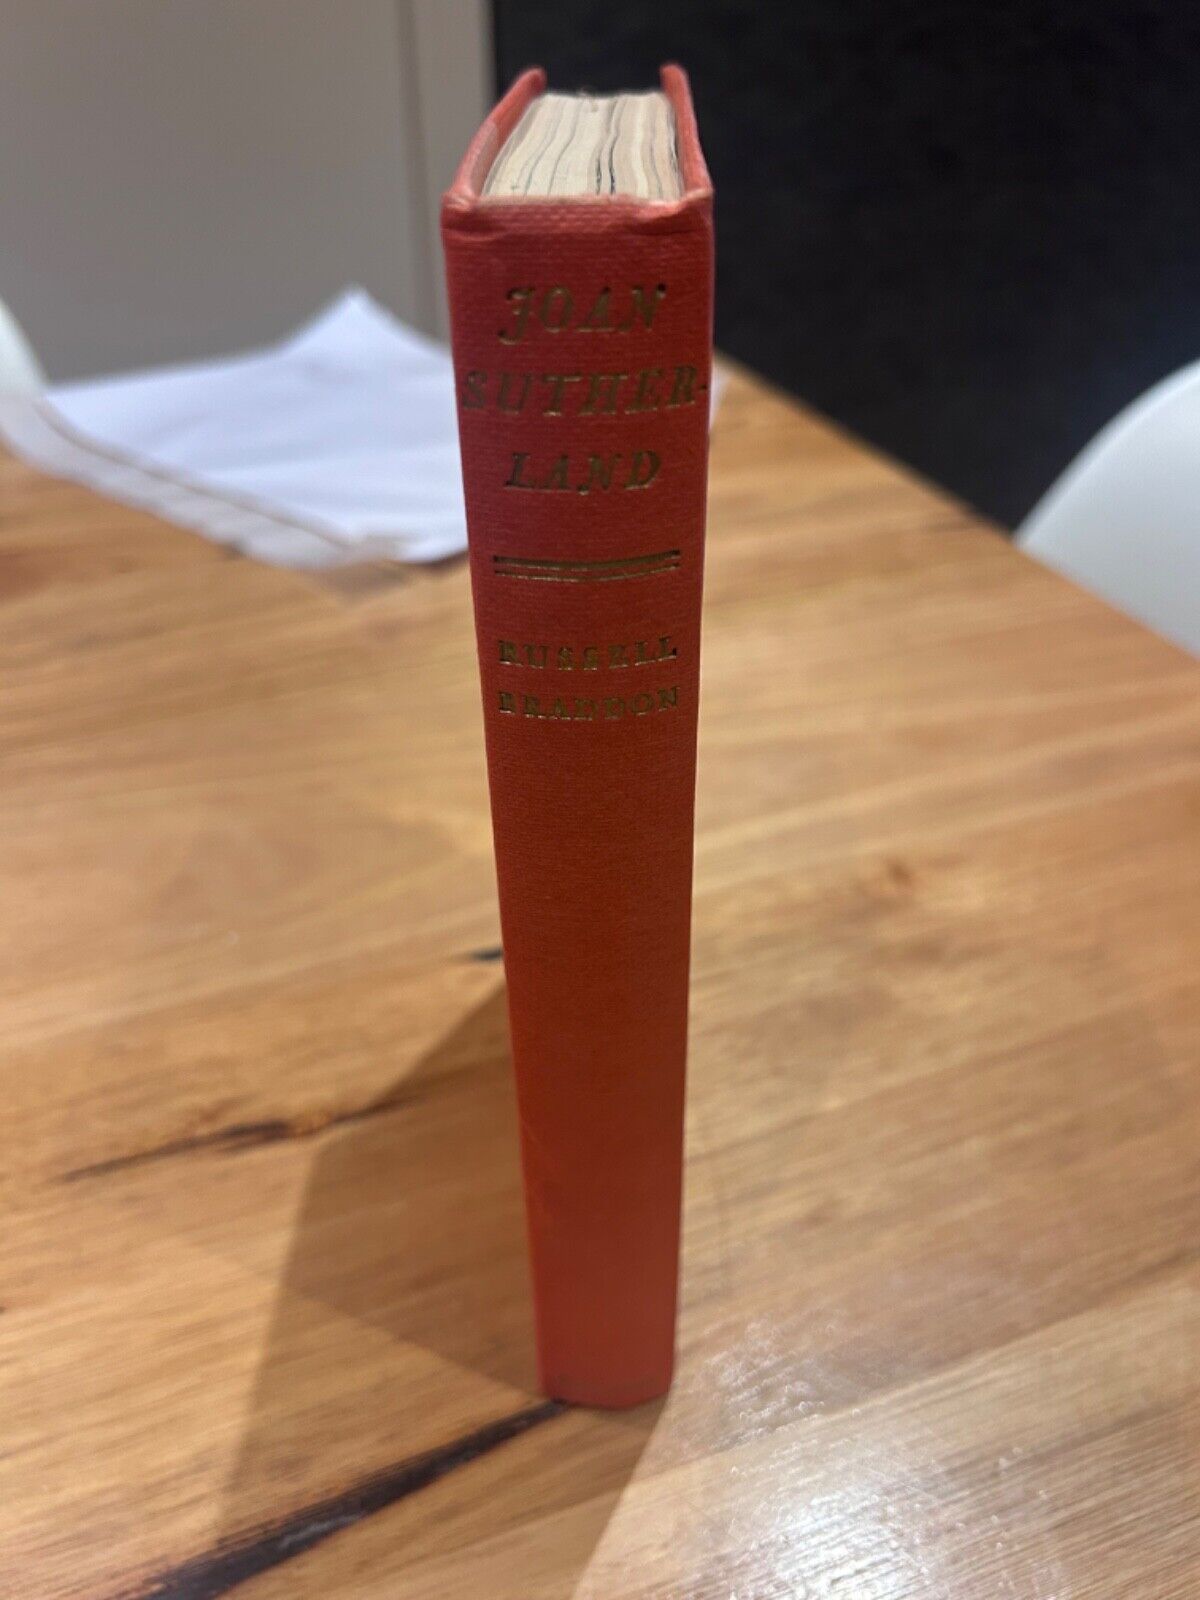 JOAN
SUTHER-
LAND
RUSSELL
BRADDON